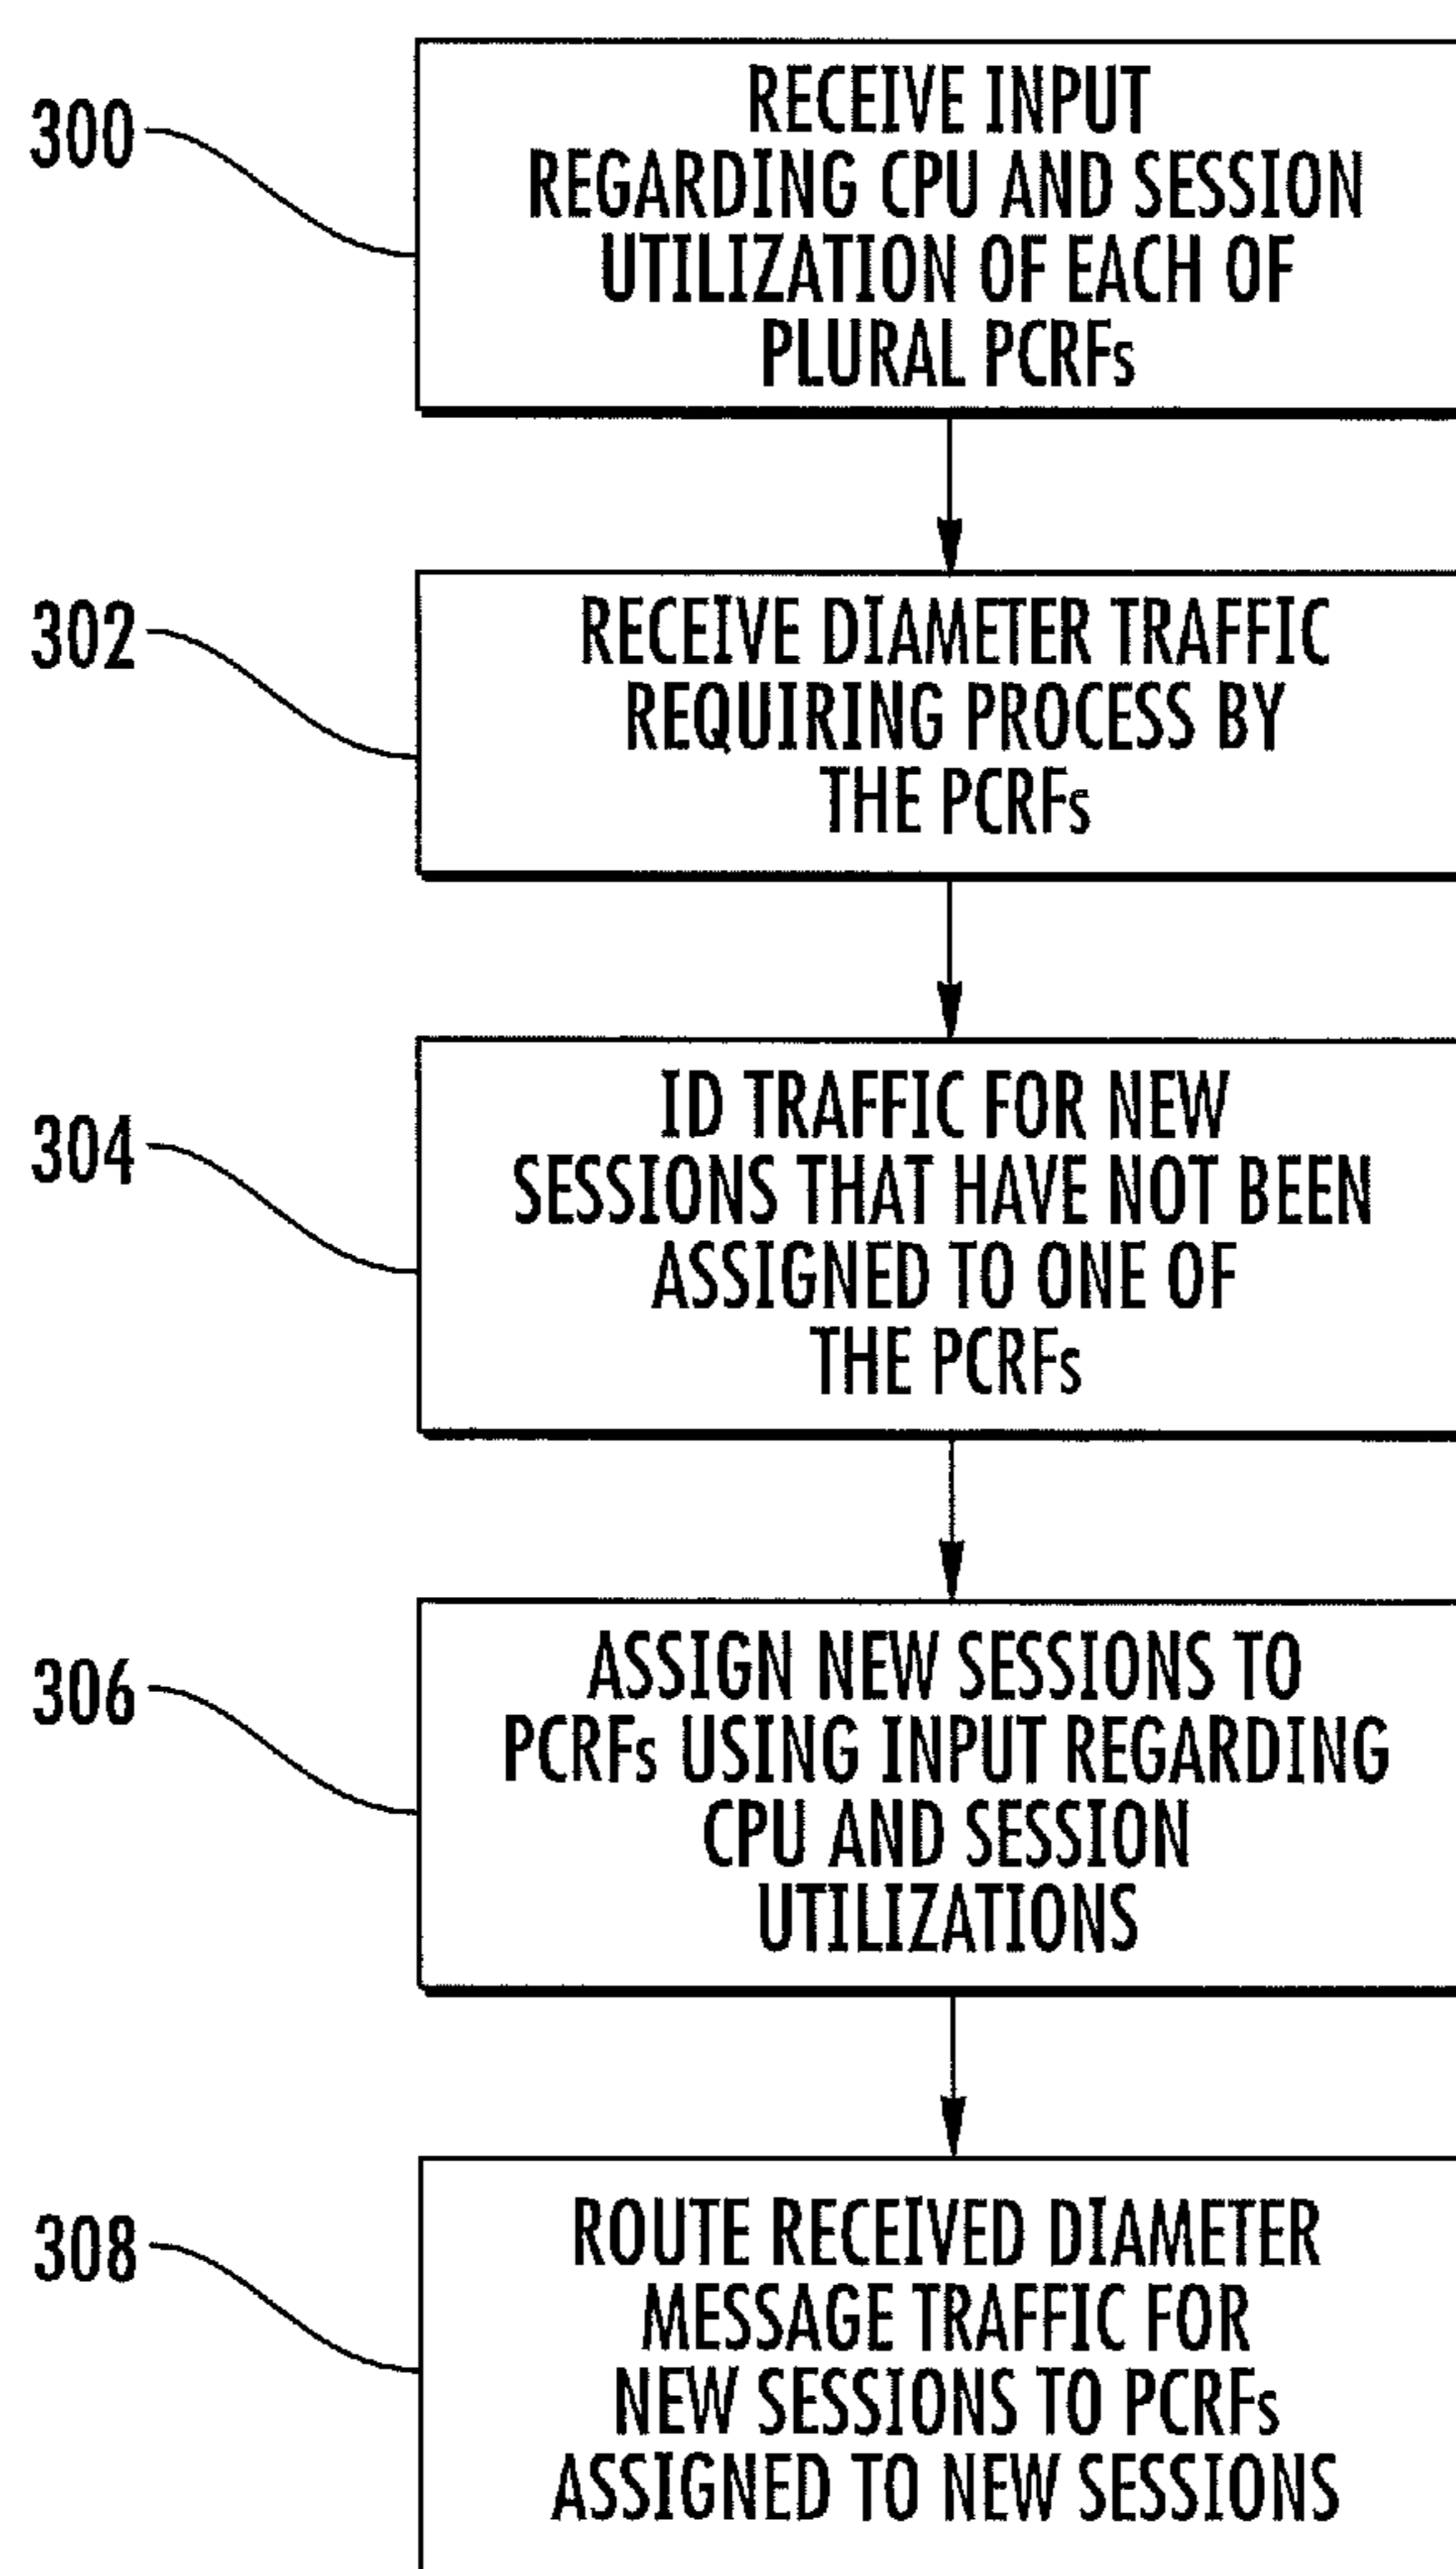 300
RECEIVE INPUT
REGARDING CPU AND SESSION
UTILIZATION OF EACH OF
PLURAL PCRFs
302
RECEIVE DIAMETER TRAFFIC
REQUIRING PROCESS BY
THE PCRFs
304
ID TRAFFIC FOR NEW
SESSIONS THAT HAVE NOT BEEN
ASSIGNED TO ONE OF
THE PCRFs
306
ASSIGN NEW SESSIONS TO
PCRFs USING INPUT REGARDING
CPU AND SESSION
UTILIZATIONS
308
ROUTE RECEIVED DIAMETER
MESSAGE TRAFFIC FOR
NEW SESSIONS TO PCRFs
ASSIGNED TO NEW SESSIONS